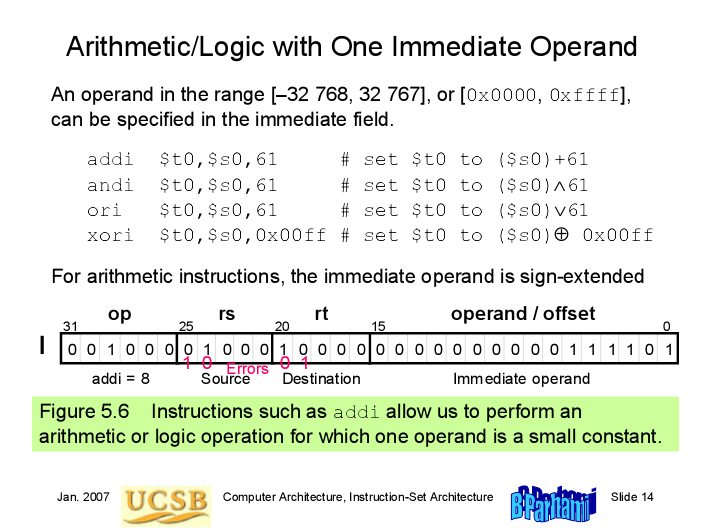 Arithmetic/Logic with One Immediate Operand
An operand in the range [–32 768, 32 767], or [0x0000, 0xffff],
can be specified in the immediate field.
addi $t0,$s0,61 # set $t0 to ($s0)+61
andi $t0,$s0,61 # set $t0 to ($s0)∧61
ori $t0,$s0,61 # set $t0 to ($s0)∨61
xori $t0,$s0,0x00ff # set $t0 to ($s0)⊕ 0x00ff
For arithmetic instructions, the immediate operand is sign-extended
op rs rt operand / offset
31 25 20 15 0
I 0 0 1 0 0 0 0 1 0 0 0 1 0 0 0 0 0 0 0 0 0 0 0 0 0 0 1 1 1 1 0 1
1 0 Errors 0 1
addi = 8 Source Destination Immediate operand
Figure 5.6 Instructions such as addi allow us to perform an
arithmetic or logic operation for which one operand is a small constant.
Jan. 2007 UCSB Computer Architecture, Instruction-Set Architecture B. Parhami Slide 14